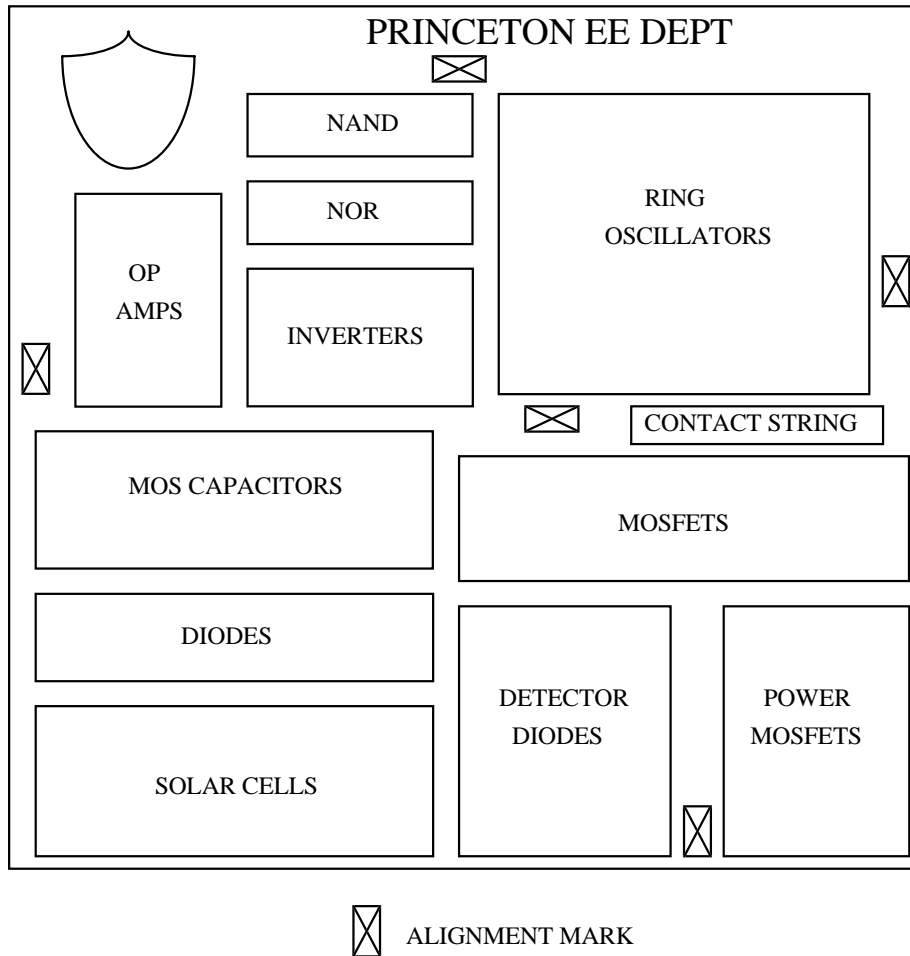 PRINCETON EE DEPT
NAND
NOR
RING
OSCILLATORS
OP
AMPS
INVERTERS
CONTACT STRING
MOS CAPACITORS
MOSFETS
DIODES
DETECTOR
DIODES
POWER
MOSFETS
SOLAR CELLS
ALIGNMENT MARK